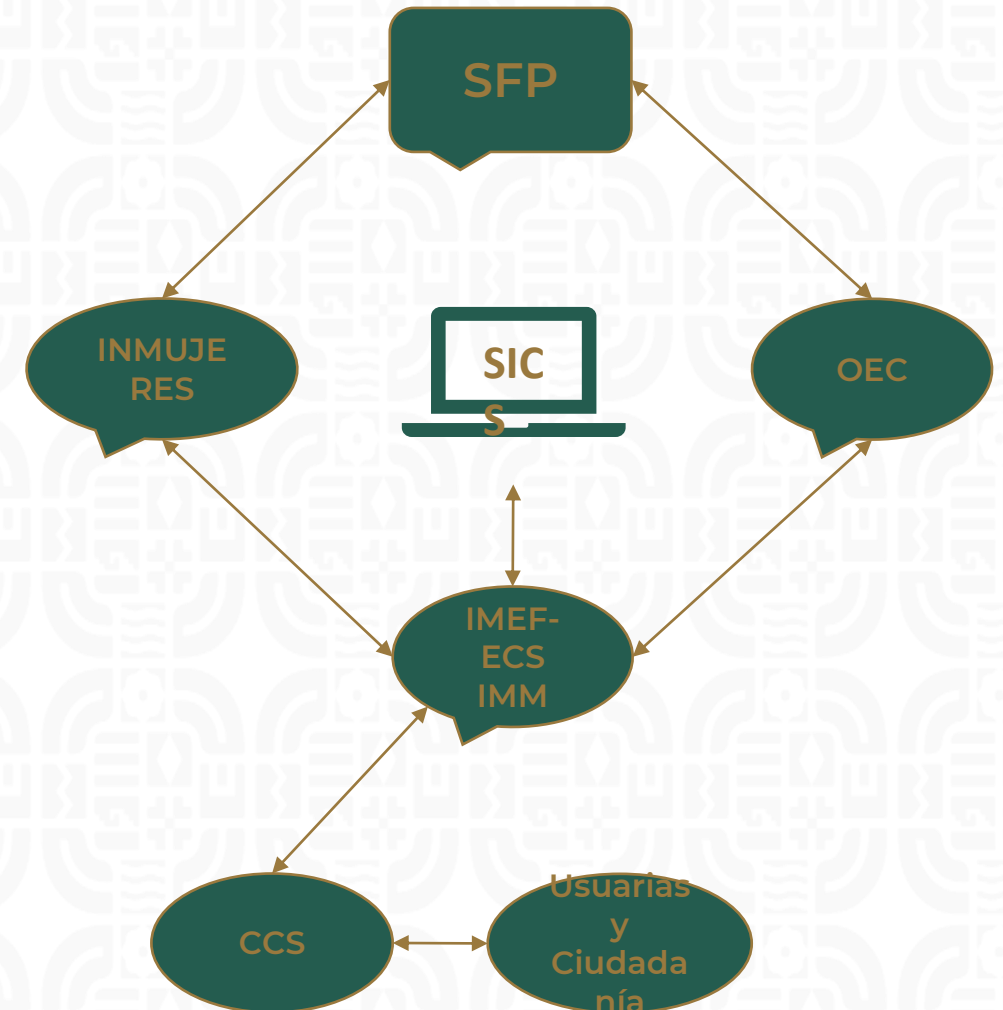 SFP
INMUJE
RES
SIC
S
OEC
IMEF-
ECS
IMM
CCS
Usuarias
y
Ciudada
nía